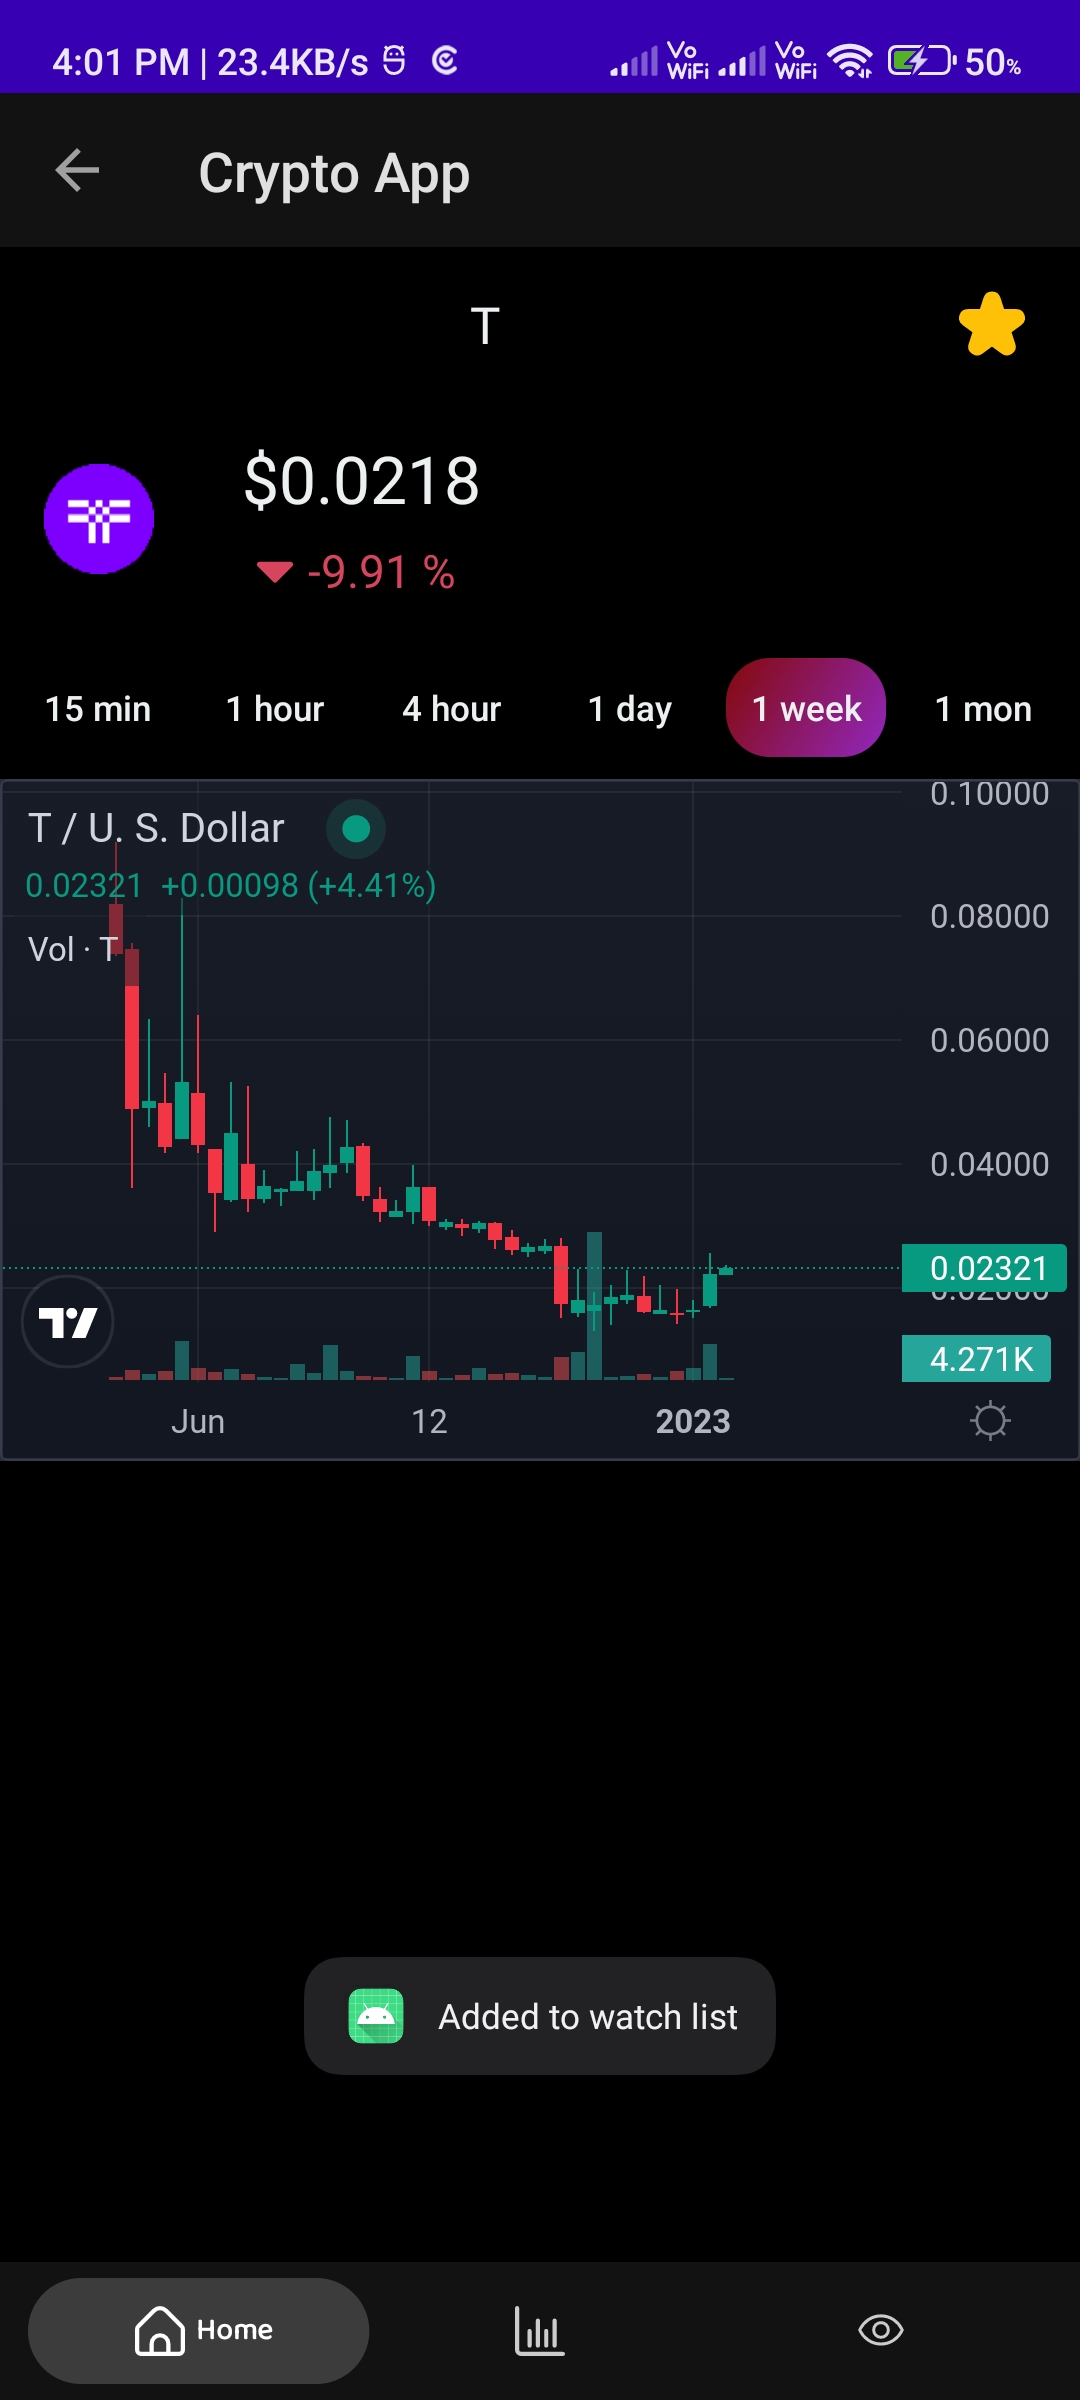 4:01 PM | 23.4KB/s Vo WiFi Vo WiFi 50%
Crypto App
T
$0.0218
-9.91 %
15 min 1 hour 4 hour 1 day 1 week 1 mon
T / U. S. Dollar
0.02321 +0.00098 (+4.41%)
Vol · T
0.10000
0.08000
0.06000
0.04000
0.02321
0.02000
4.271K
Jun 12 2023
Added to watch list
Home